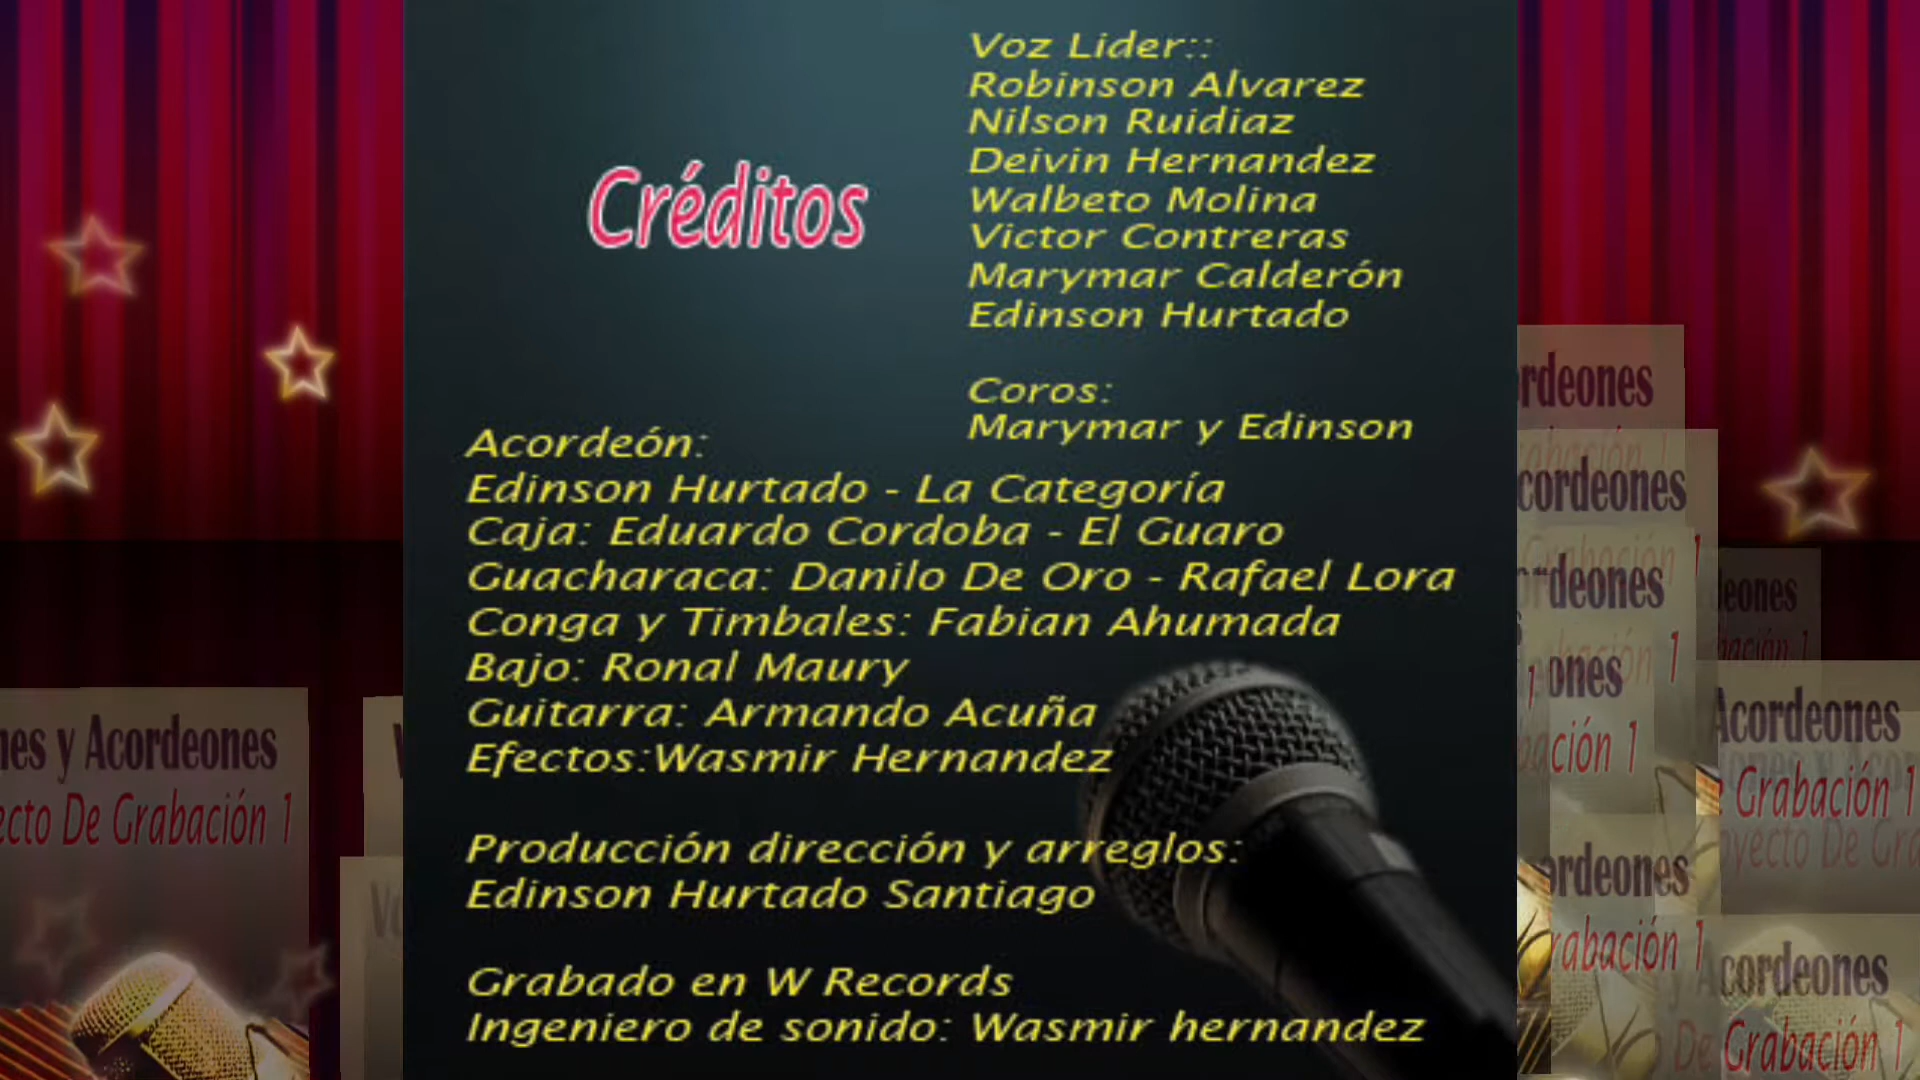 Créditos
Voz Lider::
Robinson Alvarez
Nilson Ruidiaz
Deivin Hernandez
Walbeto Molina
Victor Contreras
Marymar Calderón
Edinson Hurtado
Coros:
Marymar y Edinson
Acordeón:
Edinson Hurtado - La Categoría
Caja: Eduardo Cordoba - El Guaro
Guacharaca: Danilo De Oro - Rafael Lora
Conga y Timbales: Fabian Ahumada
Bajo: Ronal Maury
Guitarra: Armando Acuña
Efectos:Wasmir Hernandez
Producción dirección y arreglos:
Edinson Hurtado Santiago
Grabado en W Records
Ingeniero de sonido: Wasmir hernandez
y Acordeones
De Grabación 1
Acordeones
Grabación 1
De Grabación 1